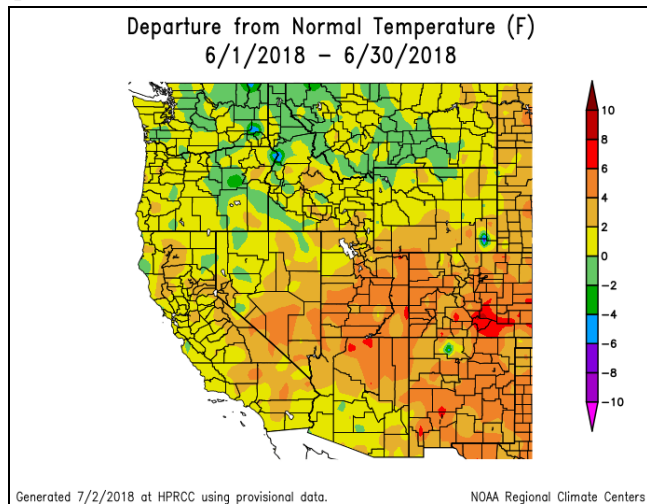 Departure from Normal Temperature (F)
6/1/2018 – 6/30/2018
10
8
6
4
2
0
−2
−4
−6
−8
−10
Generated 7/2/2018 at HPRCC using provisional data.
NOAA Regional Climate Centers